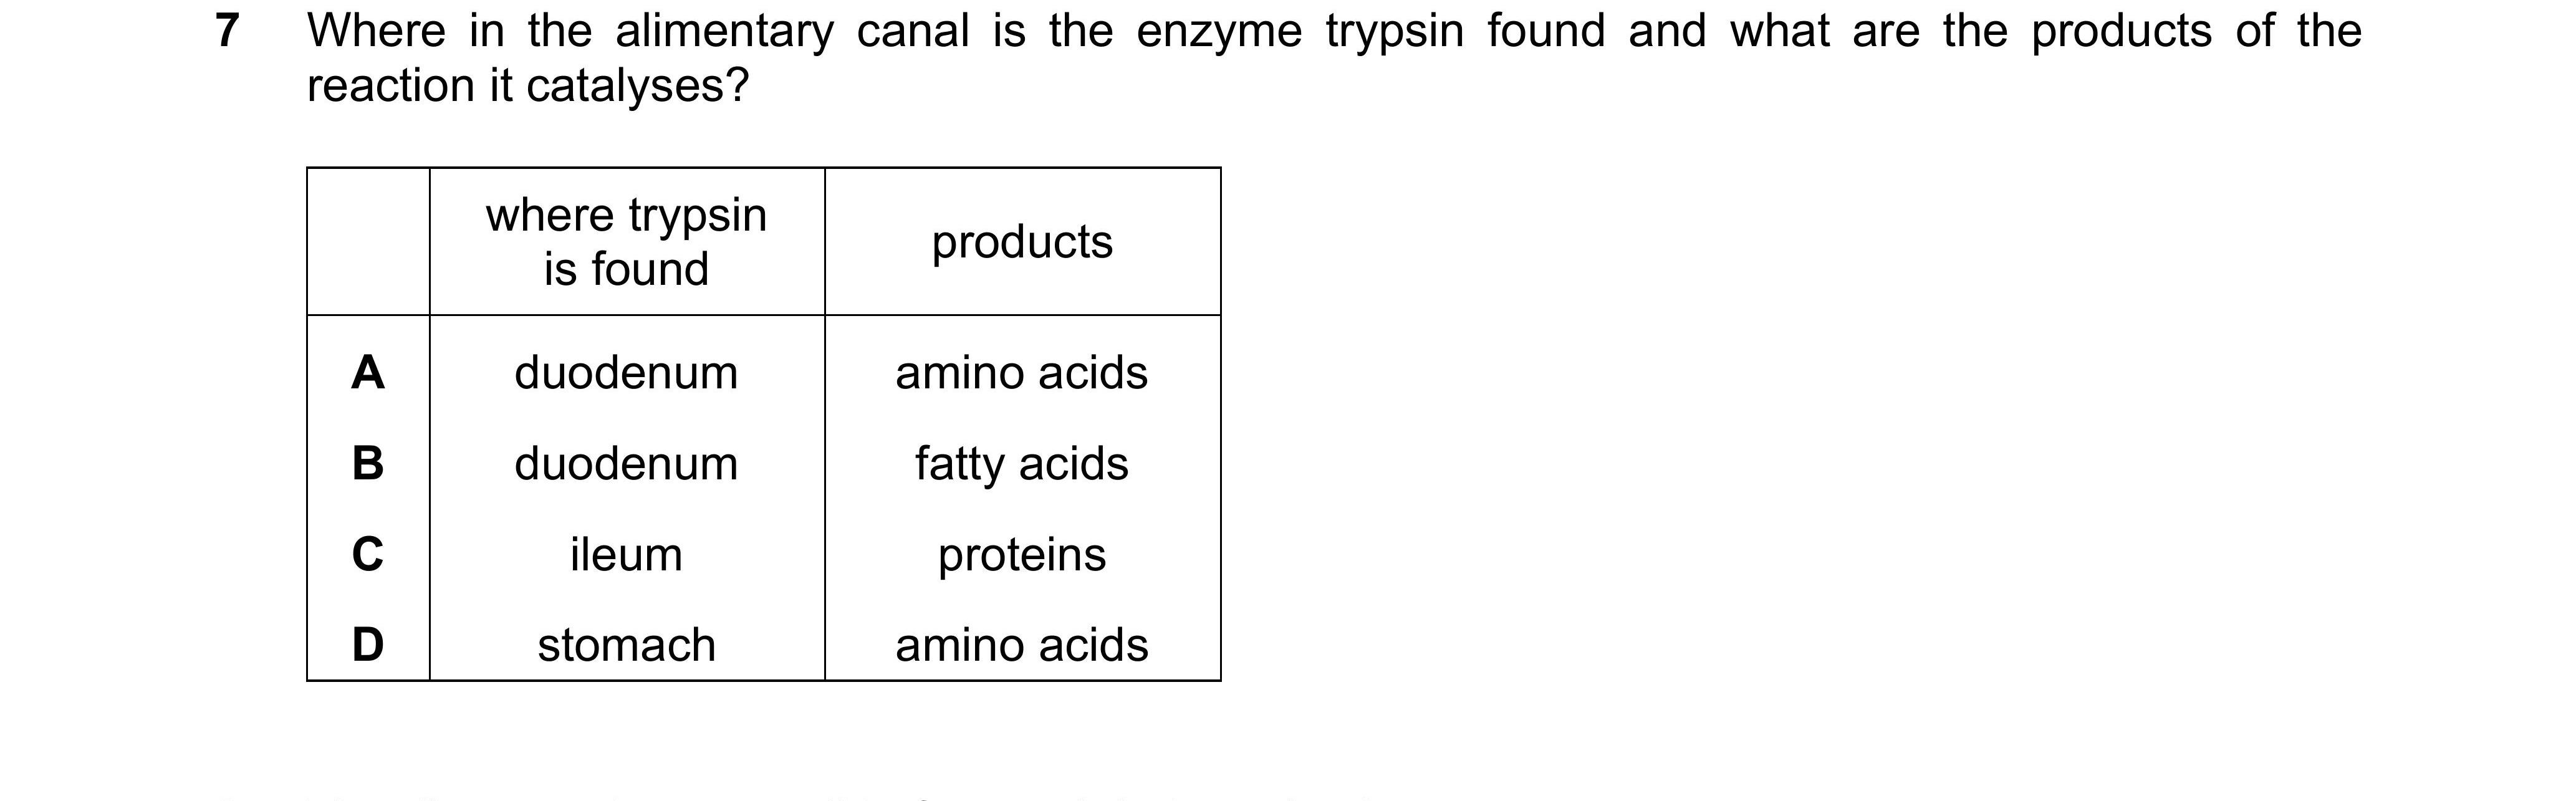 7 Where in the alimentary canal is the enzyme trypsin found and what are the products of the
reaction it catalyses?
where trypsin
is found
products
A duodenum amino acids
B duodenum fatty acids
C ileum proteins
D stomach amino acids